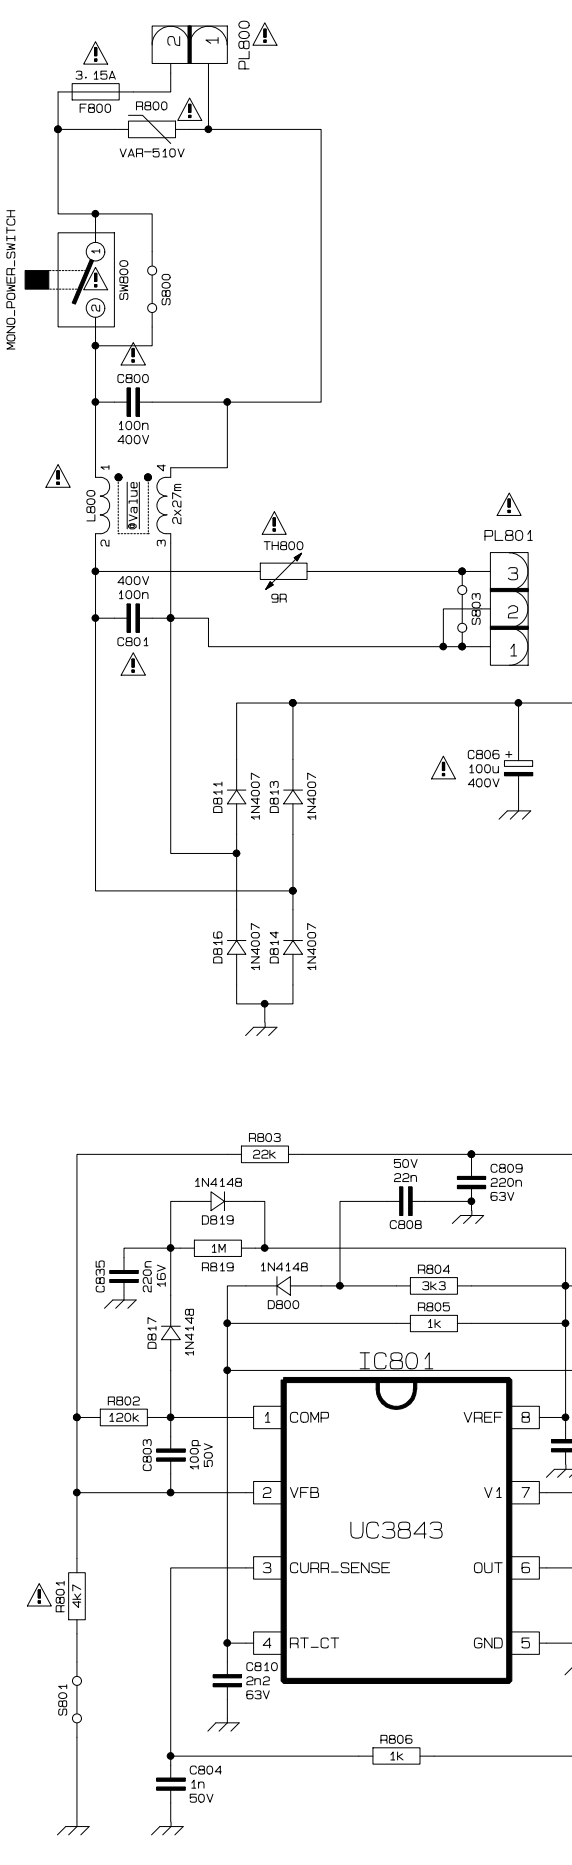 PL800
2
1
3.15A
F800
R800
VAR-510V
MONO_POWER_SWITCH
1
2
SW800
S800
C800
100n
400V
1
4
L800
@Value
2x27m
2
3
TH800
9R
PL801
3
2
1
S803
400V
100n
C801
C806 +
100u
400V
D811
1N4007
D813
1N4007
D816
1N4007
D814
1N4007
R803
22k
50V
22n
C808
C809
220n
63V
1N4148
D819
1M
R819
C835
220n
16V
1N4148
D800
R804
3k3
R805
1k
D817
1N4148
IC801
R802
120k
C803
100p
50V
1 COMP
VREF 8
2 VFB
V1 7
UC3843
3 CURR_SENSE
OUT 6
4 RT_CT
GND 5
R801
4k7
S801
C810
2n2
63V
R806
1k
C804
1n
50V